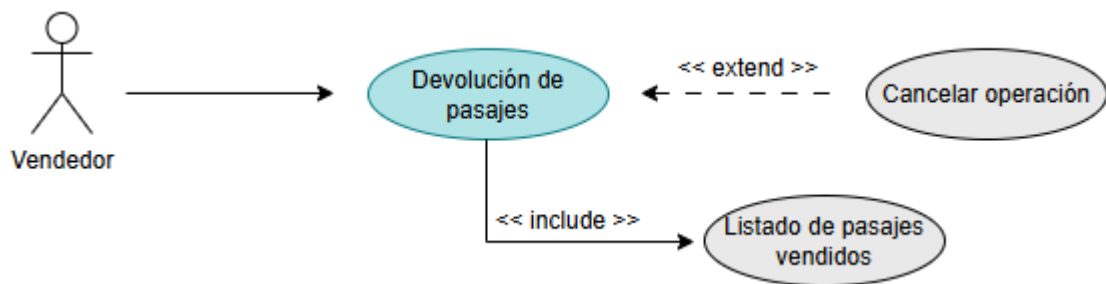 Vendedor
Devolución de
pasajes
<< extend >>
Cancelar operación
<< include >>
Listado de pasajes
vendidos